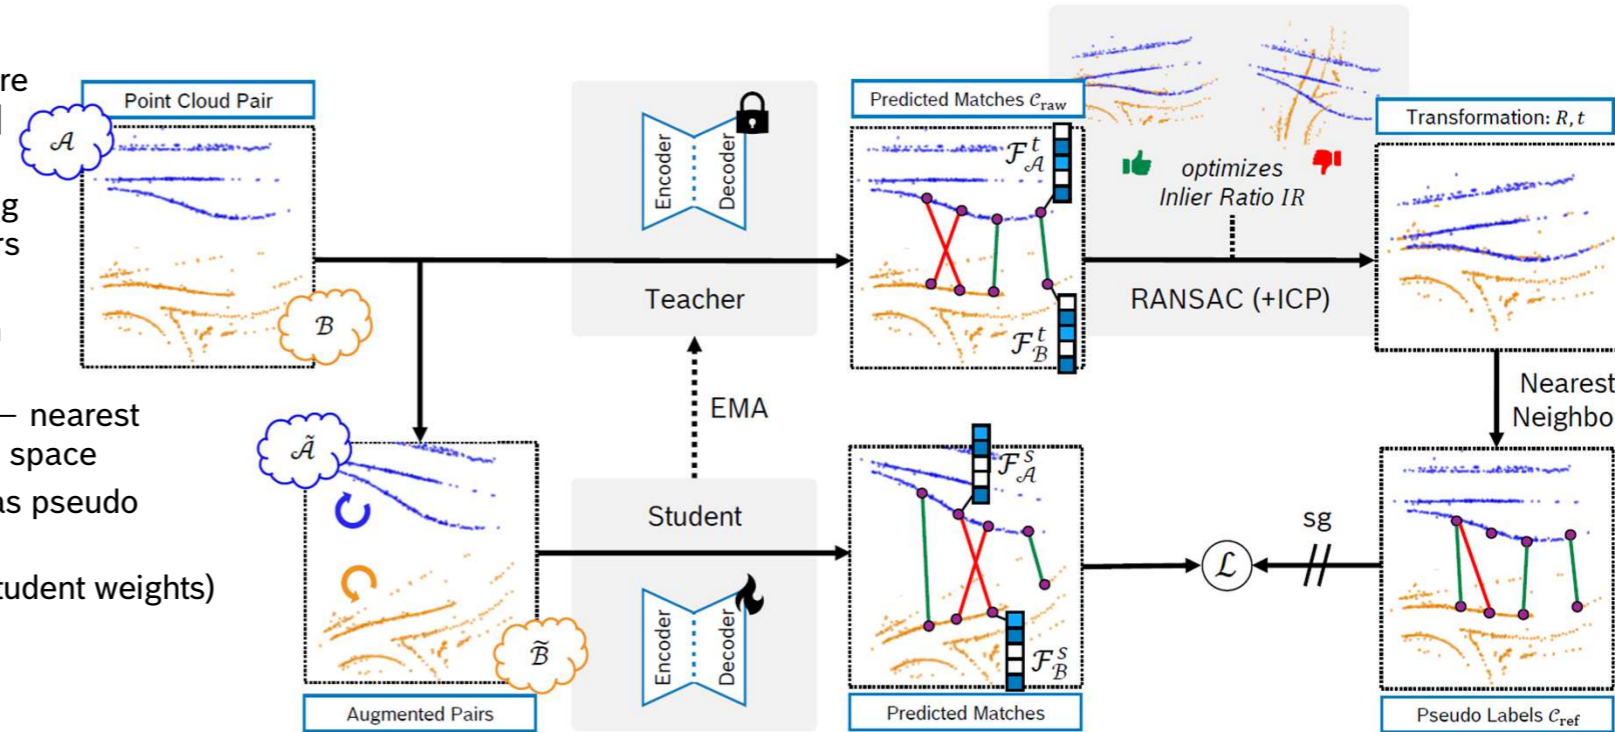 re
g
rs
– nearest
space
as pseudo
tudent weights)
Point Cloud Pair
𝒜
ℬ
Encoder
Decoder
Teacher
EMA
Predicted Matches 𝒞raw
ℱ𝒜ᵗ
ℱℬᵗ
optimizes
Inlier Ratio IR
RANSAC (+ICP)
Transformation: R, t
Nearest
Neighbo
Ã
B̃
Augmented Pairs
Student
Encoder
Decoder
ℱ𝒜ˢ
ℱℬˢ
Predicted Matches
ℒ
sg
Pseudo Labels 𝒞ref